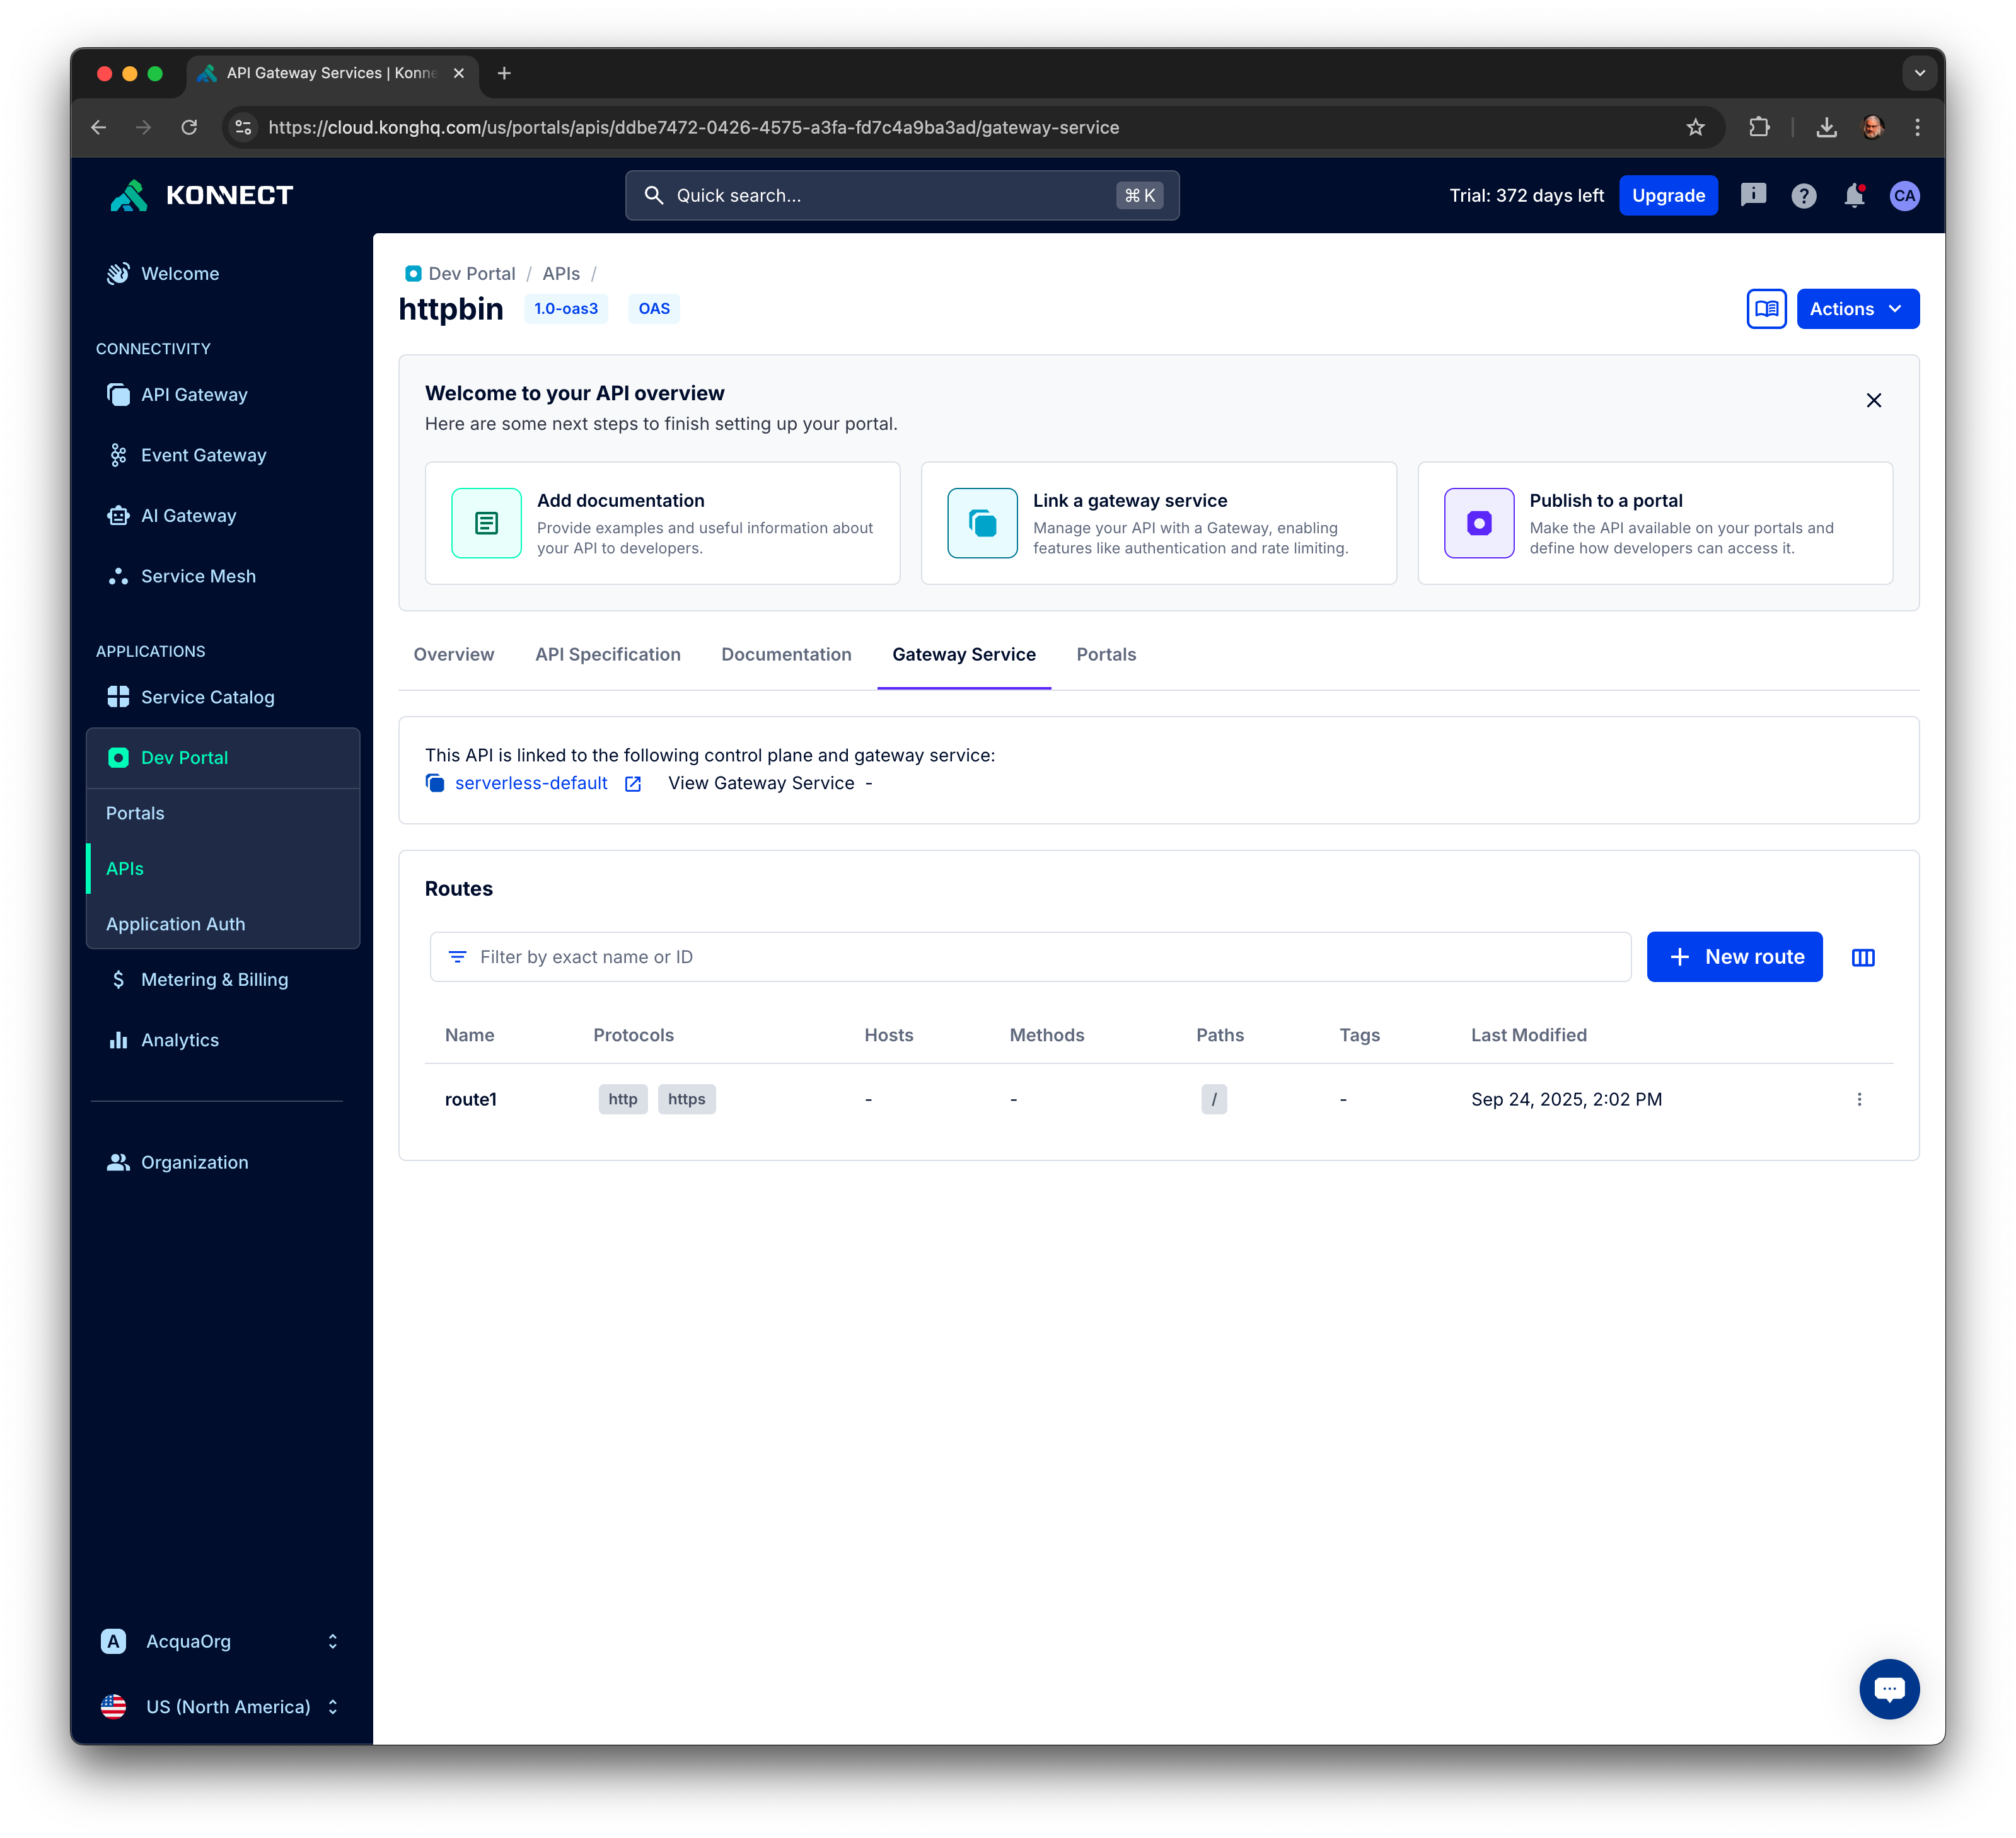 API Gateway Services | Konne
https://cloud.konghq.com/us/portals/apis/ddbe7472-0426-4575-a3fa-fd7c4a9ba3ad/gateway-service
KONNECT
Quick search...
⌘ K
Trial: 372 days left
Upgrade
CA
Welcome
CONNECTIVITY
API Gateway
Event Gateway
AI Gateway
Service Mesh
APPLICATIONS
Service Catalog
Dev Portal
Portals
APIs
Application Auth
Metering & Billing
Analytics
Organization
A AcquaOrg
US (North America)
Dev Portal / APIs /
httpbin 1.0-oas3 OAS
Actions
Welcome to your API overview
Here are some next steps to finish setting up your portal.
Add documentation
Provide examples and useful information about
your API to developers.
Link a gateway service
Manage your API with a Gateway, enabling
features like authentication and rate limiting.
Publish to a portal
Make the API available on your portals and
define how developers can access it.
Overview API Specification Documentation Gateway Service Portals
This API is linked to the following control plane and gateway service:
serverless-default View Gateway Service -
Routes
Filter by exact name or ID
+ New route
Name Protocols Hosts Methods Paths Tags Last Modified
route1 http https - - / - Sep 24, 2025, 2:02 PM